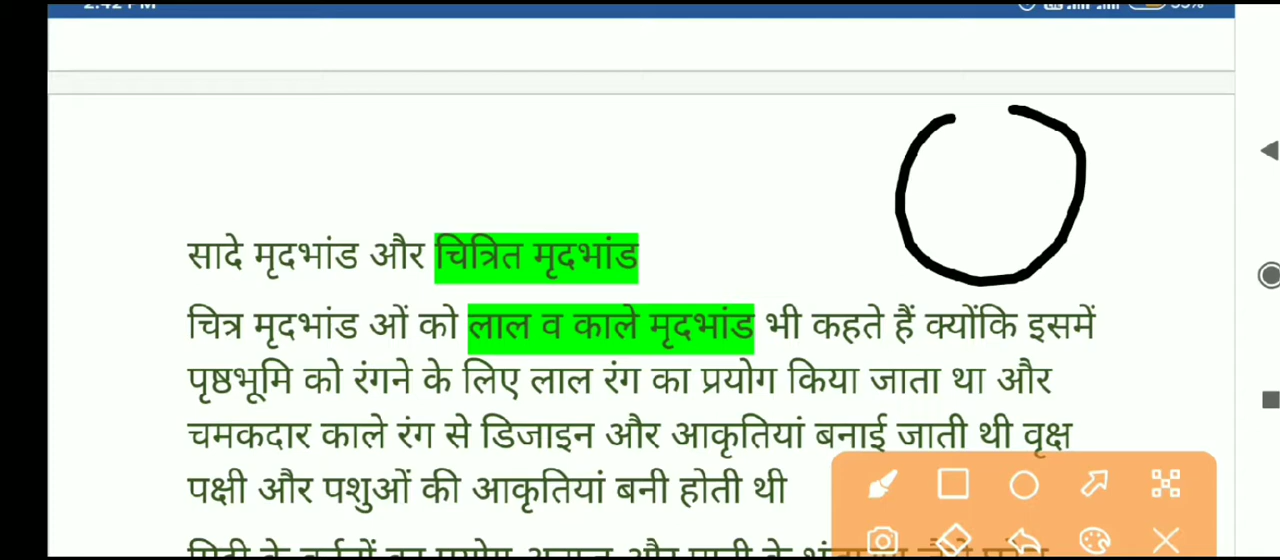 सादे मृदभांड और चित्रित मृदभांड
चित्र मृदभांड ओं को लाल व काले मृदभांड भी कहते हैं क्योंकि इसमें
पृष्ठभूमि को रंगने के लिए लाल रंग का प्रयोग किया जाता था और
चमकदार काले रंग से डिजाइन और आकृतियां बनाई जाती थी वृक्ष
पक्षी और पशुओं की आकृतियां बनी होती थी